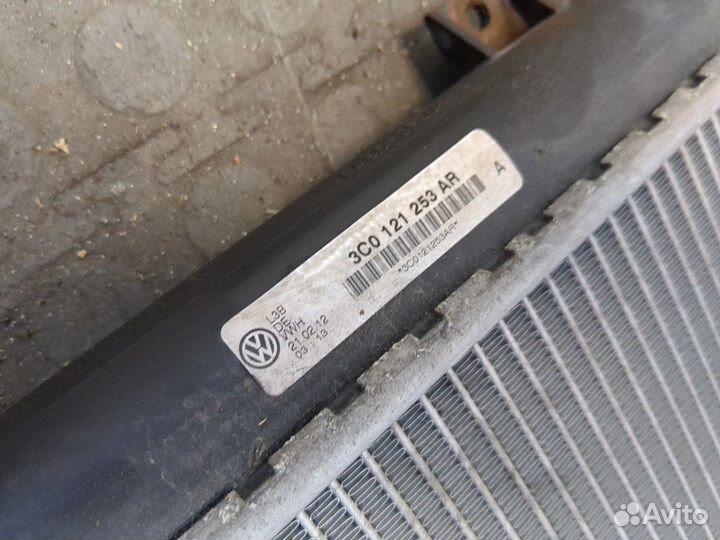 3C0 121 253 AR
A
*3C0121253AR*
L3B
DE
VWH
21.02.12
03 13
Avito